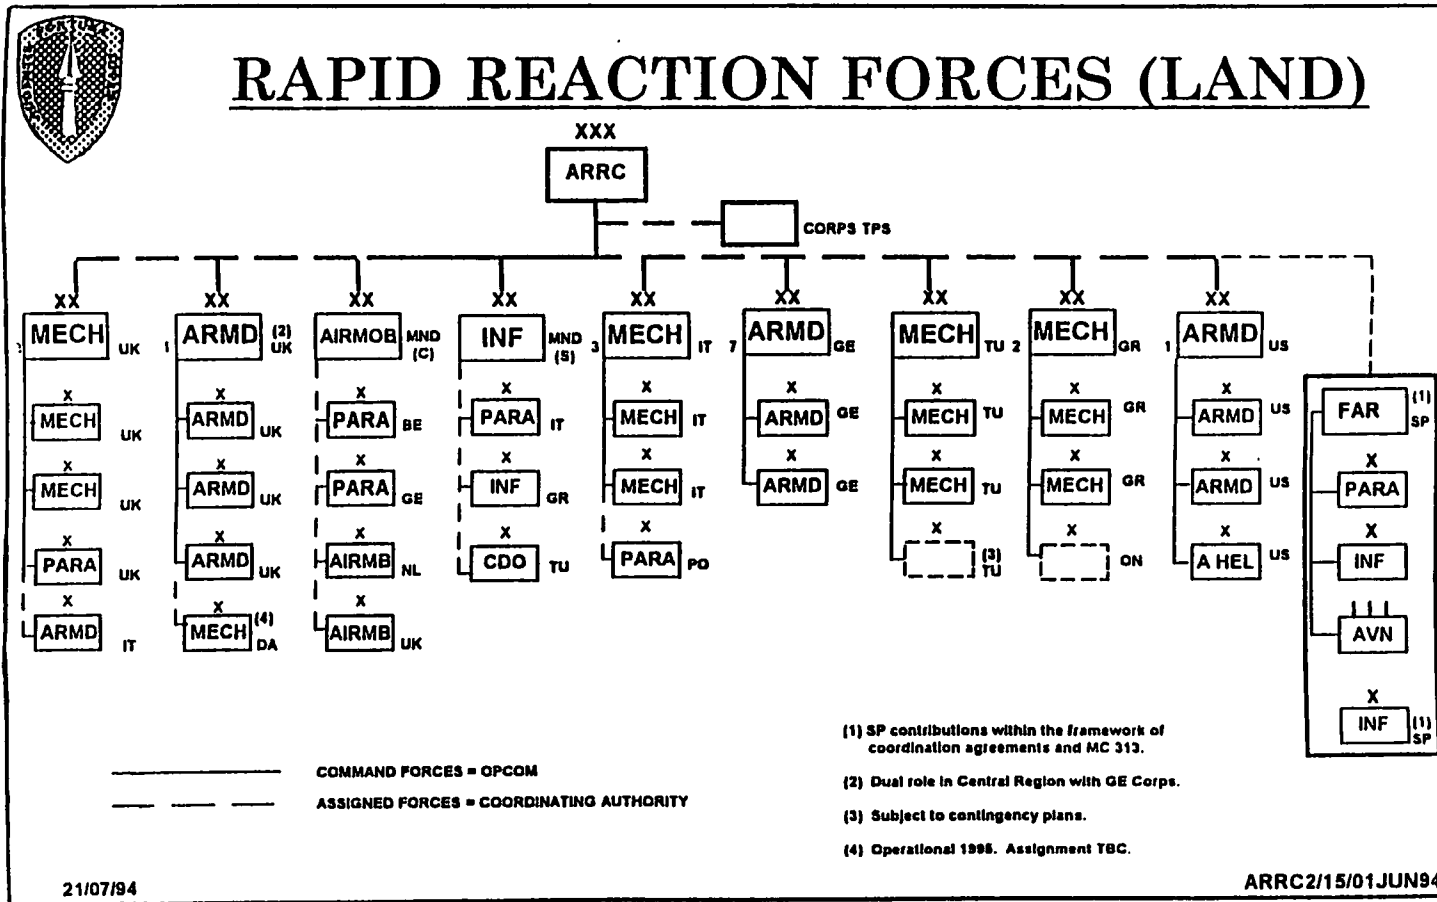 RAPID REACTION FORCES (LAND)
XXX
ARRC
CORPS TPS
XX XX XX XX XX XX XX XX XX
MECH UK
1 ARMD (2) UK
AIRMOB MND (C)
INF MND (S)
3 MECH IT
7 ARMD GE
MECH TU
2 MECH GR
1 ARMD US
X
MECH UK
X
MECH UK
X
PARA UK
X
ARMD IT
X
ARMD UK
X
ARMD UK
X
ARMD UK
X
MECH (4) DA
X
PARA BE
X
PARA GE
X
AIRMB NL
X
AIRMB UK
X
PARA IT
X
INF GR
X
CDO TU
X
MECH IT
X
MECH IT
X
PARA PO
X
ARMD GE
X
ARMD GE
X
MECH TU
X
MECH TU
X
(3) TU
X
MECH GR
X
MECH GR
X
ON
X
ARMD US
X
ARMD US
X
A HEL US
FAR (1) SP
X
PARA
X
INF
AVN
X
INF (1) SP
COMMAND FORCES = OPCOM
ASSIGNED FORCES = COORDINATING AUTHORITY
(1) SP contributions within the framework of
coordination agreements and MC 313.
(2) Dual role in Central Region with GE Corps.
(3) Subject to contingency plans.
(4) Operational 1995. Assignment TBC.
21/07/94
ARRC2/15/01JUN94